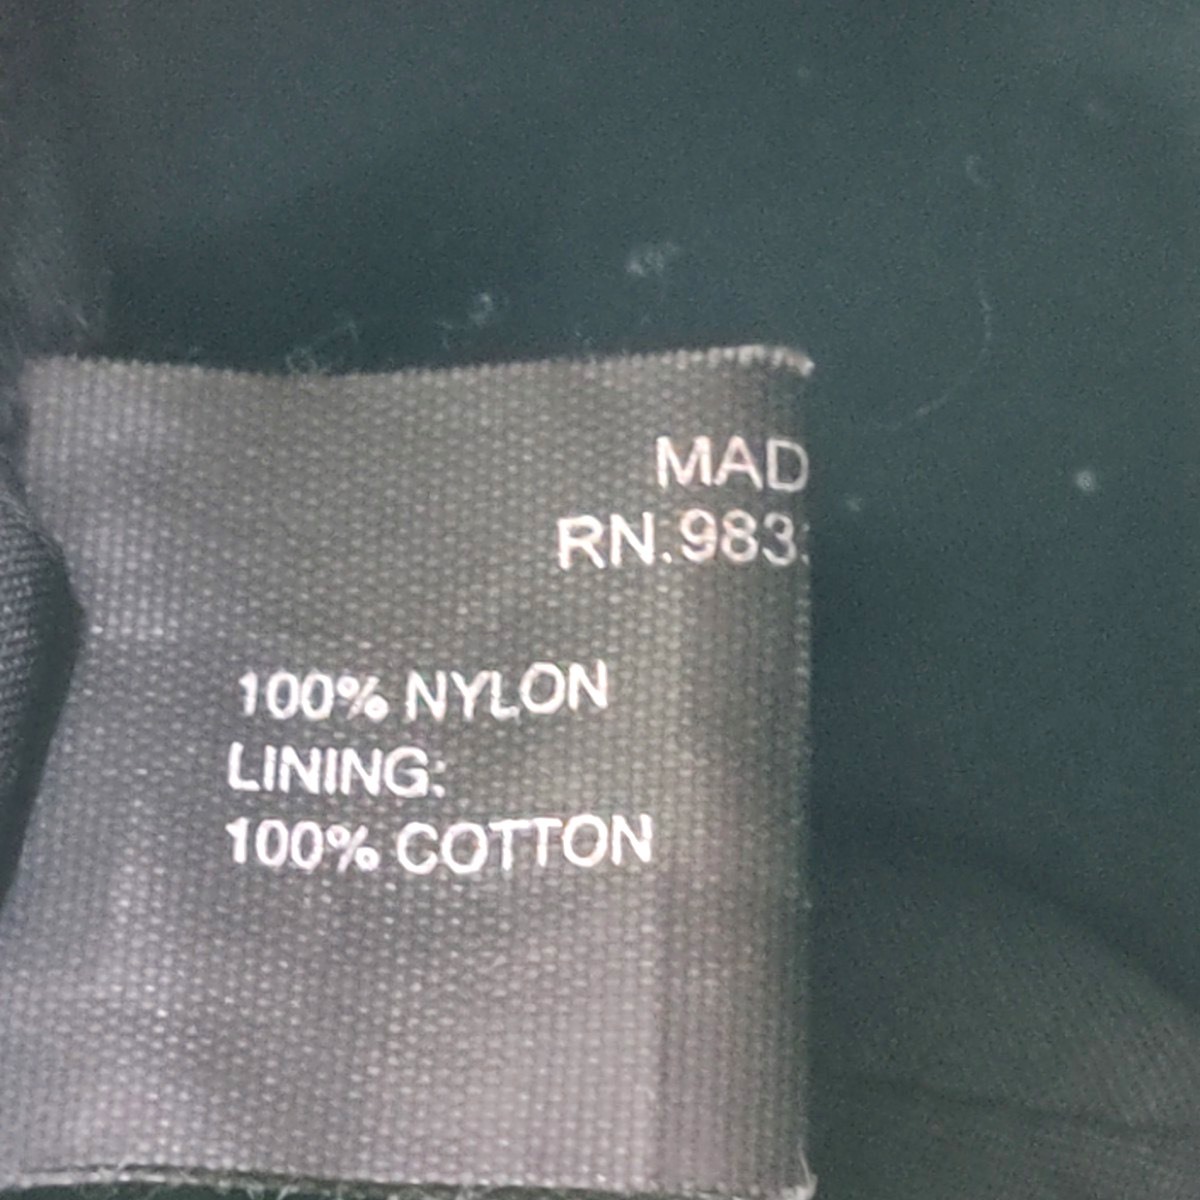 MAD
RN.983
100% NYLON
LINING:
100% COTTON